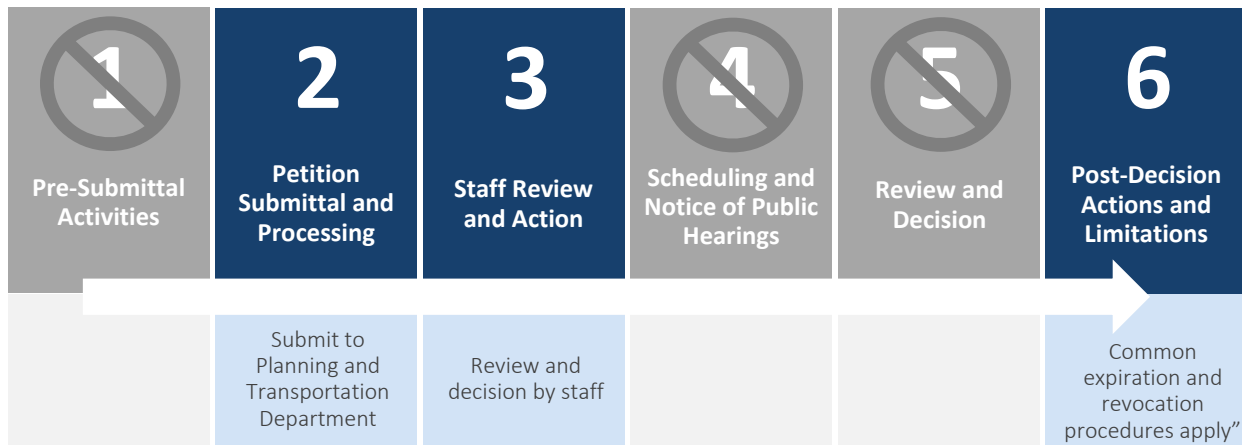 1
Pre-Submittal
Activities
2
Petition
Submittal and
Processing
Submit to
Planning and
Transportation
Department
3
Staff Review
and Action
Review and
decision by staff
4
Scheduling and
Notice of Public
Hearings
5
Review and
Decision
6
Post-Decision
Actions and
Limitations
Common
expiration and
revocation
procedures apply”